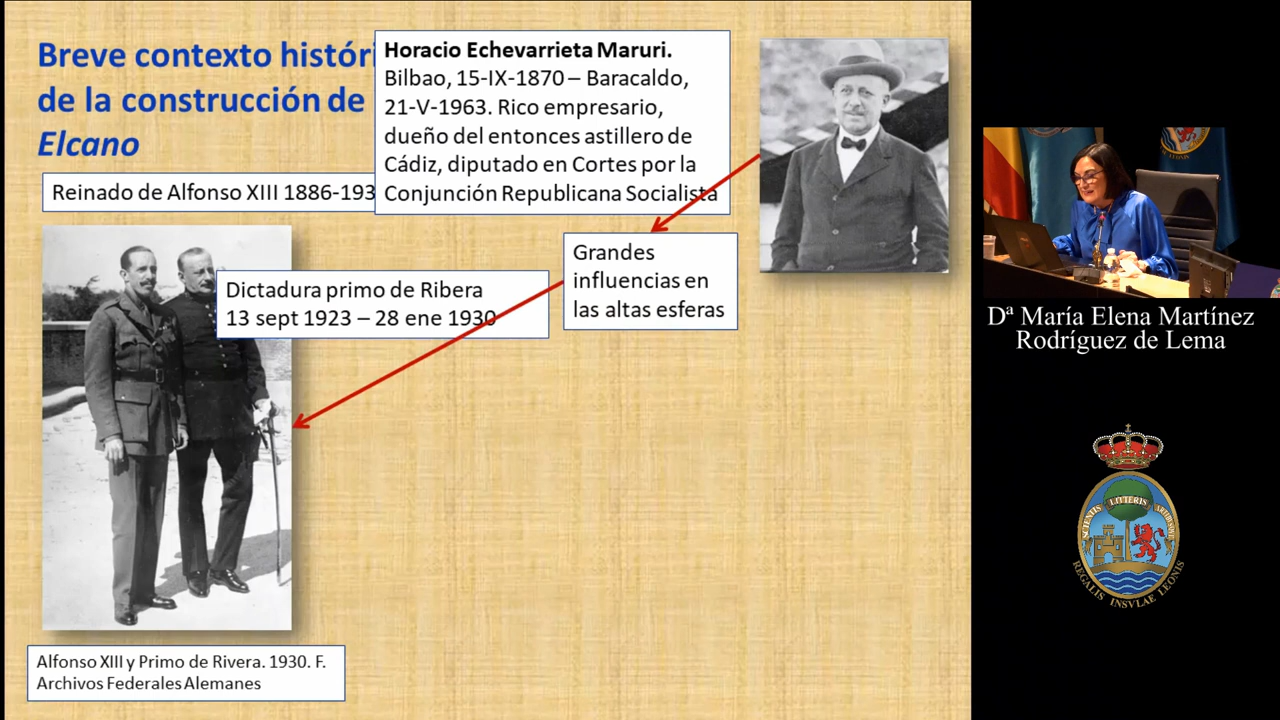 Breve contexto históri
de la construcción de
Elcano
Horacio Echevarrieta Maruri.
Bilbao, 15-IX-1870 – Baracaldo,
21-V-1963. Rico empresario,
dueño del entonces astillero de
Cádiz, diputado en Cortes por la
Conjunción Republicana Socialista
Reinado de Alfonso XIII 1886-193
Grandes
influencias en
las altas esferas
Dictadura primo de Ribera
13 sept 1923 – 28 ene 1930
Alfonso XIII y Primo de Rivera. 1930. F.
Archivos Federales Alemanes
Dª María Elena Martínez
Rodríguez de Lema
SCIENTIIS LITTERIS ARTIBUSQUE
REGALIS INSVLAE LEONIS